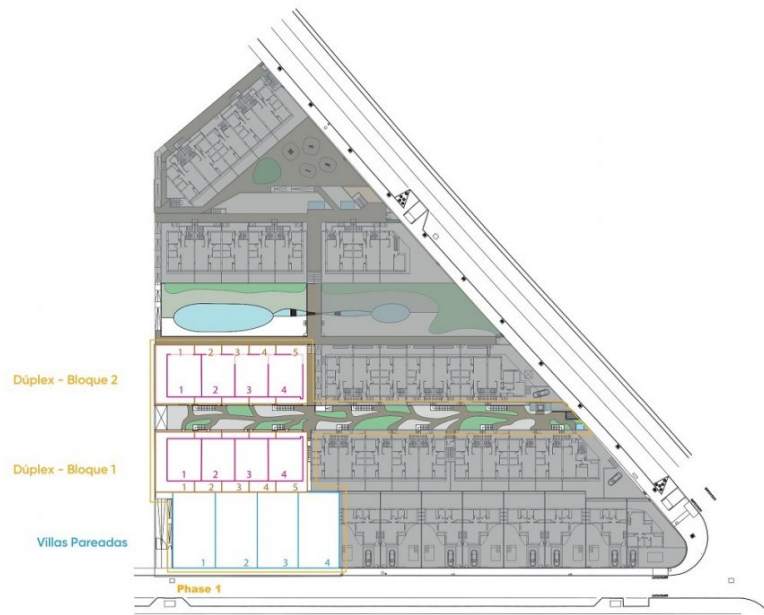 1 2 3 4 5
Dúplex - Bloque 2
1 2 3 4
Dúplex - Bloque 1
1 2 3 4
1 2 3 4 5
Villas Pareadas
1 2 3 4
Phase 1